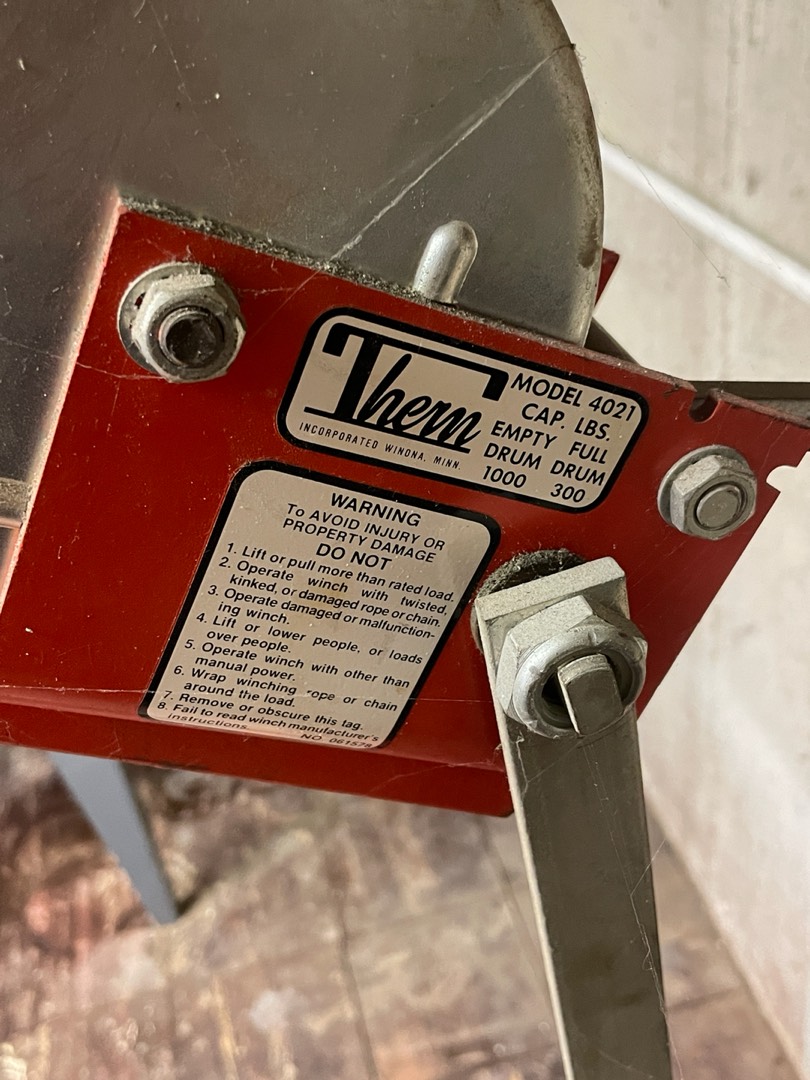 Thern
INCORPORATED WINONA, MINN.
MODEL 4021
CAP. LBS.
EMPTY FULL
DRUM DRUM
1000 300
WARNING
To AVOID INJURY OR
PROPERTY DAMAGE
DO NOT
1. Lift or pull more than rated load.
2. Operate winch with twisted,
kinked, or damaged rope or chain.
3. Operate damaged or malfunction-
ing winch.
4. Lift or lower people, or loads
over people.
5. Operate winch with other than
manual power.
6. Wrap winching rope or chain
around the load.
7. Remove or obscure this tag.
8. Fail to read winch manufacturer's
instructions. NO. 061578